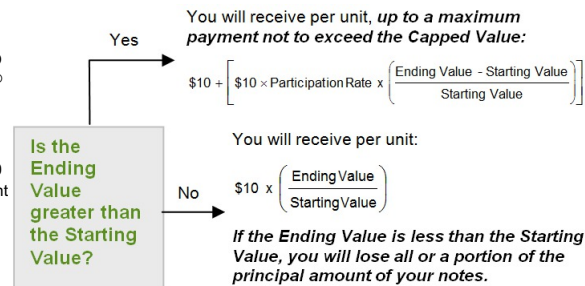 You will receive per unit, up to a maximum
payment not to exceed the Capped Value:
Yes
$10 + [ $10 × Participation Rate x ( Ending Value - Starting Value / Starting Value ) ]
Is the
Ending
Value
greater than
the Starting
Value?
No
You will receive per unit:
$10 x ( Ending Value / Starting Value )
If the Ending Value is less than the Starting
Value, you will lose all or a portion of the
principal amount of your notes.